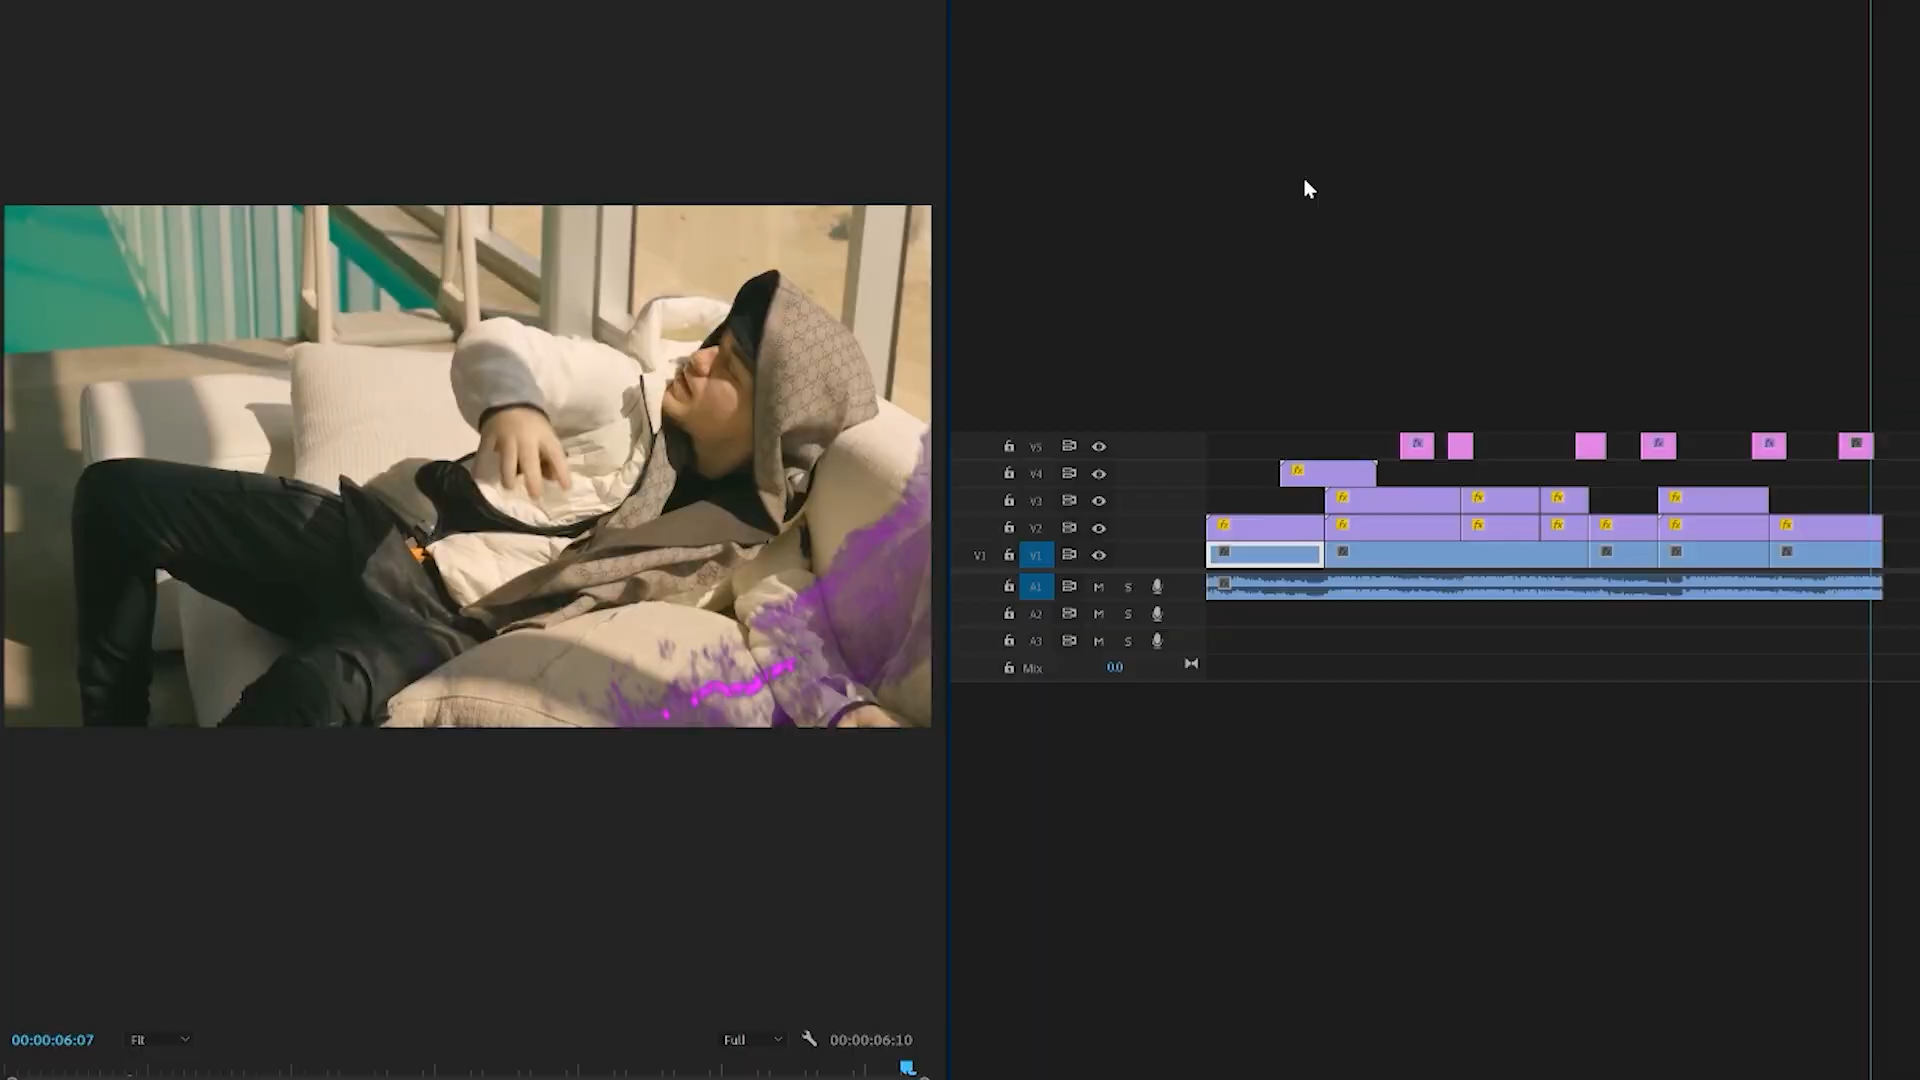 V5
V4
V3
V2
V1 V1
A1 M S
A2 M S
A3 M S
Mix 0.0
00:00:06:07 Fit Full 00:00:06:10